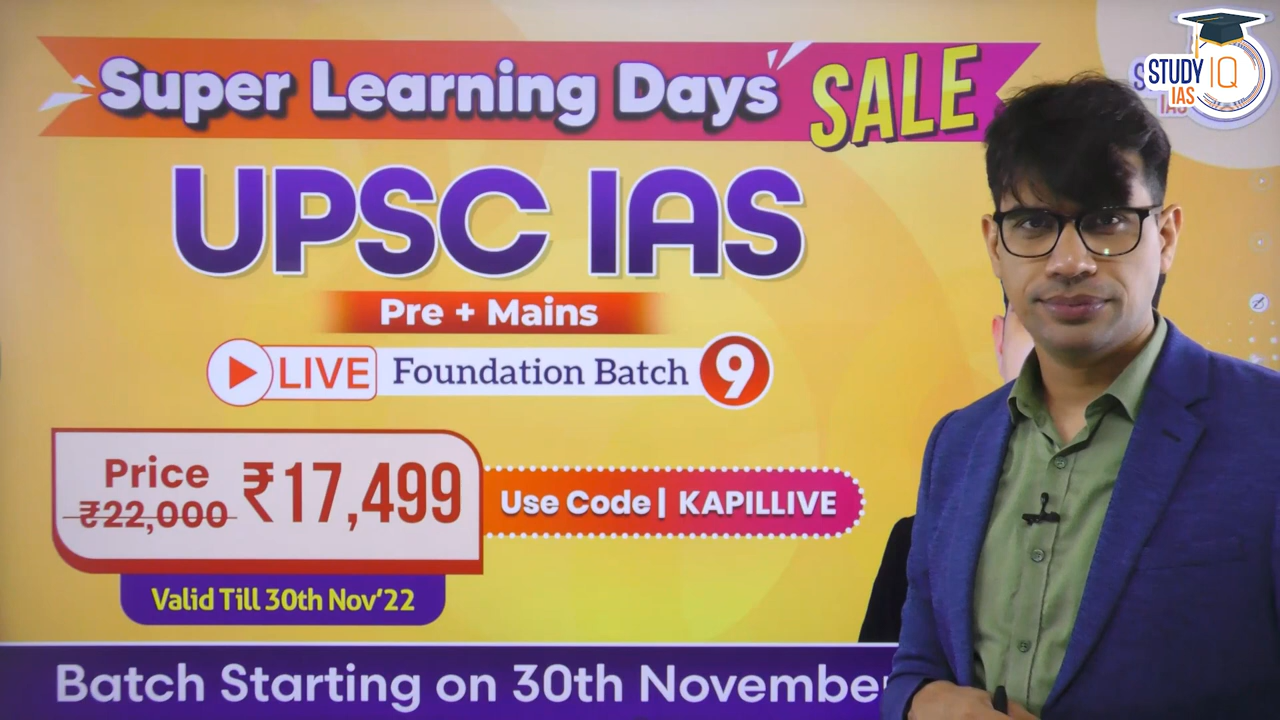 Super Learning Days SALE
UPSC IAS
Pre + Mains
LIVE Foundation Batch 9
Price
₹22,000 ₹17,499
Use Code | KAPILLIVE
Valid Till 30th Nov'22
Batch Starting on 30th November
STUDY IQ
IAS